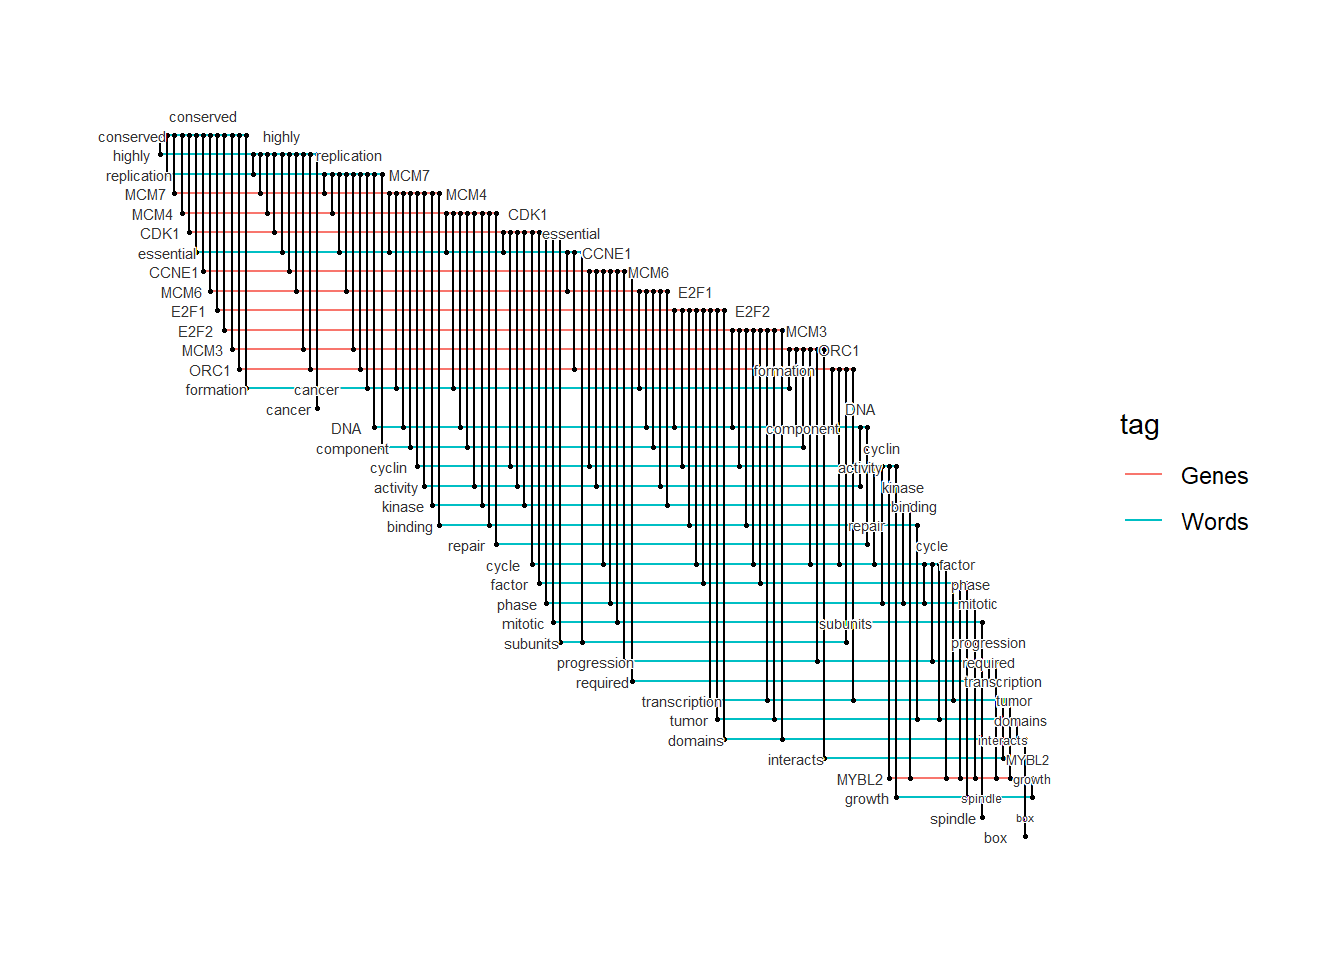 conserved
conserved
highly
highly
replication
replication
MCM7
MCM7
MCM4
MCM4
CDK1
CDK1
essential
essential
CCNE1
CCNE1
MCM6
MCM6
E2F1
E2F1
E2F2
E2F2
MCM3
MCM3
ORC1
ORC1
formation
formation
cancer
cancer
DNA
DNA
component
component
cyclin
cyclin
activity
activity
kinase
kinase
binding
binding
repair
repair
cycle
cycle
factor
factor
phase
phase
mitotic
mitotic
subunits
subunits
progression
progression
required
required
transcription
transcription
tumor
tumor
domains
domains
interacts
interacts
MYBL2
MYBL2
growth
growth
spindle
spindle
box
box
tag
Genes
Words